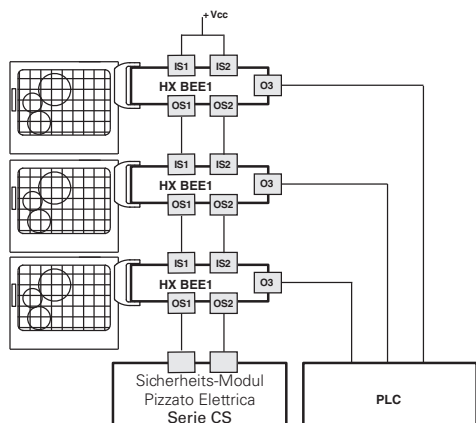 +Vcc
IS1 IS2
HX BEE1
O3
OS1 OS2
IS1 IS2
HX BEE1
O3
OS1 OS2
IS1 IS2
HX BEE1
O3
OS1 OS2
Sicherheits-Modul
Pizzato Elettrica
Serie CS
PLC